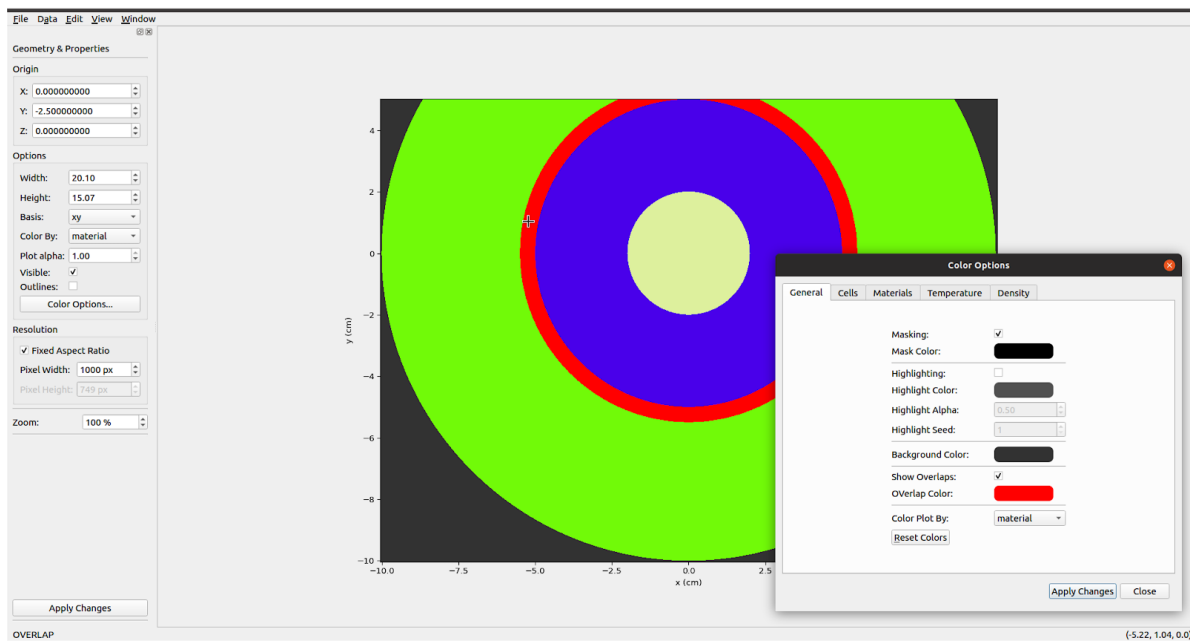 File Data Edit View Window
Geometry & Properties
Origin
X: 0.000000000
Y: -2.500000000
Z: 0.000000000
Options
Width: 20.10
Height: 15.07
Basis: xy
Color By: material
Plot alpha: 1.00
Visible:
Outlines:
Color Options...
Resolution
Fixed Aspect Ratio
Pixel Width: 1000 px
Pixel Height: 749 px
Zoom: 100 %
Apply Changes
OVERLAP
y (cm)
4
2
0
−2
−4
−6
−8
−10
−10.0 −7.5 −5.0 −2.5 0.0 2.5
x (cm)
Color Options
General Cells Materials Temperature Density
Masking:
Mask Color:
Highlighting:
Highlight Color:
Highlight Alpha: 0.50
Highlight Seed: 1
Background Color:
Show Overlaps:
OVerlap Color:
Color Plot By: material
Reset Colors
Apply Changes Close
(-5.22, 1.04, 0.0)